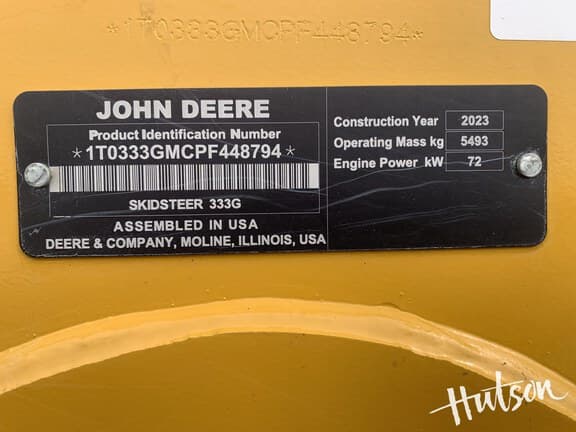 *1T0333GMCPF448794*
JOHN DEERE
Product Identification Number
*1T0333GMCPF448794*
SKIDSTEER 333G
ASSEMBLED IN USA
DEERE & COMPANY, MOLINE, ILLINOIS, USA
Construction Year 2023
Operating Mass kg 5493
Engine Power kW 72
Hutson